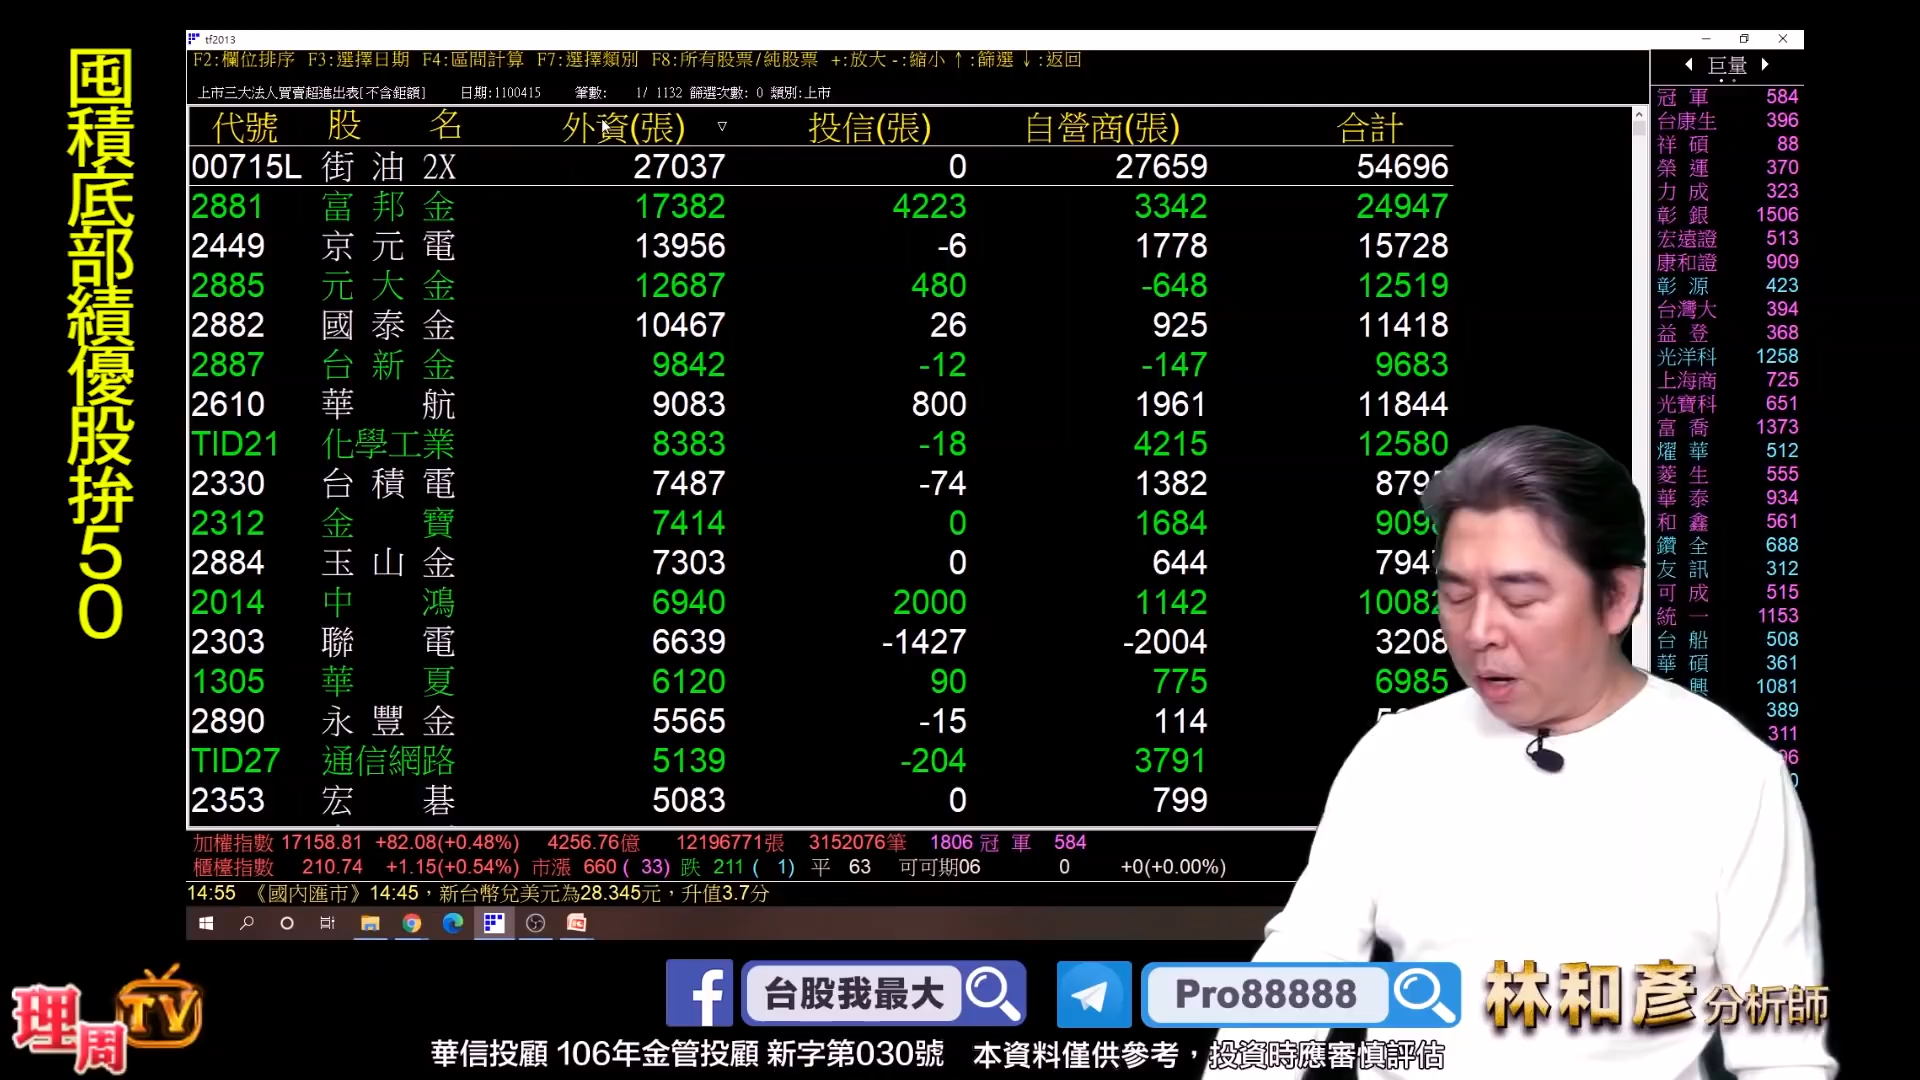 囤積底部績優股拚50
tf2013
F2:欄位排序 F3:選擇日期 F4:區間計算 F7:選擇類別 F8:所有股票/純股票 +:放大 -:縮小 ↑:篩選 ↓:返回
上市三大法人買賣超進出表[不含鉅額] 日期:1100415 筆數: 1/ 1132 篩選次數: 0 類別:上市
代號 股名 外資(張) ▽ 投信(張) 自營商(張) 合計
00715L 街油2X 27037 0 27659 54696
2881 富邦金 17382 4223 3342 24947
2449 京元電 13956 -6 1778 15728
2885 元大金 12687 480 -648 12519
2882 國泰金 10467 26 925 11418
2887 台新金 9842 -12 -147 9683
2610 華航 9083 800 1961 11844
TID21 化學工業 8383 -18 4215 12580
2330 台積電 7487 -74 1382 879
2312 金寶 7414 0 1684 909
2884 玉山金 7303 0 644 794
2014 中鴻 6940 2000 1142 10082
2303 聯電 6639 -1427 -2004 3208
1305 華夏 6120 90 775 6985
2890 永豐金 5565 -15 114
TID27 通信網路 5139 -204 3791
2353 宏碁 5083 0 799
◀ 巨量 ▶
冠軍 584
台康生 396
祥碩 88
榮運 370
力成 323
彰銀 1506
宏遠證 513
康和證 909
彰源 423
台灣大 394
益登 368
光洋科 1258
上海商 725
光寶科 651
富喬 1373
燿華 512
菱生 555
華泰 934
和鑫 561
鑽全 688
友訊 312
可成 515
統一 1153
台船 508
華碩 361
興 1081
389
311
加權指數 17158.81 +82.08(+0.48%) 4256.76億 12196771張 3152076筆 1806 冠軍 584
櫃檯指數 210.74 +1.15(+0.54%) 市漲 660 ( 33) 跌 211 ( 1) 平 63 可可期06 0 +0(+0.00%)
14:55 《國內匯市》14:45，新台幣兌美元為28.345元，升值3.7分
理周TV
台股我最大
Pro88888
林和彥分析師
華信投顧 106年金管投顧 新字第030號 本資料僅供參考，投資時應審慎評估